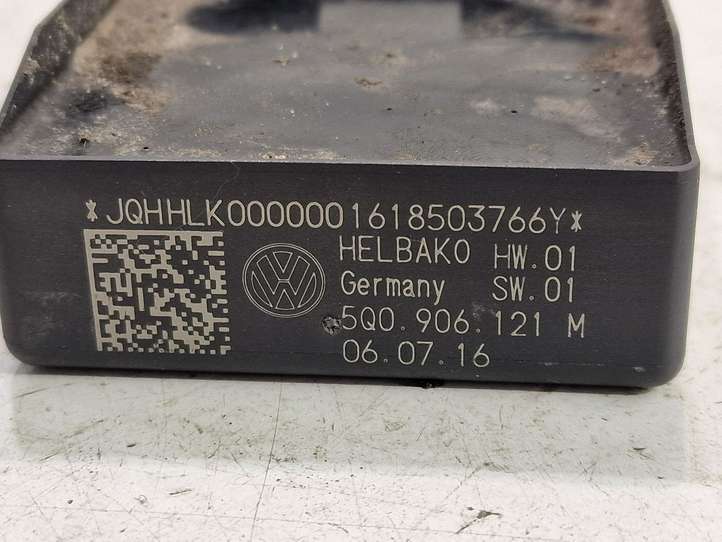 *JQHHLK0000001618503766Y*
HELBAKO HW.01
Germany SW.01
5Q0.906.121 M
06.07.16